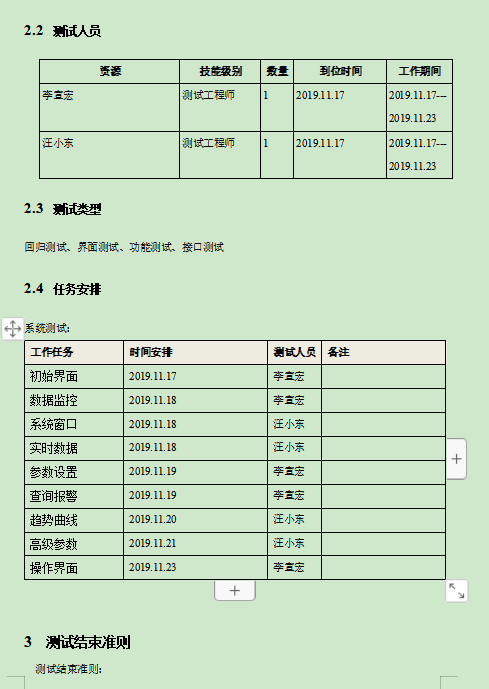 2.2 测试人员
资源 技能级别 数量 到位时间 工作期间
李宣宏 测试工程师 1 2019.11.17 2019.11.17---
2019.11.23
汪小东 测试工程师 1 2019.11.17 2019.11.17---
2019.11.23
2.3 测试类型
回归测试、界面测试、功能测试、接口测试
2.4 任务安排
系统测试:
工作任务 时间安排 测试人员 备注
初始界面 2019.11.17 李宣宏
数据监控 2019.11.18 李宣宏
系统窗口 2019.11.18 汪小东
实时数据 2019.11.18 汪小东
参数设置 2019.11.19 李宣宏
查询报警 2019.11.19 李宣宏
趋势曲线 2019.11.20 汪小东
高级参数 2019.11.21 汪小东
操作界面 2019.11.23 李宣宏
3 测试结束准则
测试结束准则: